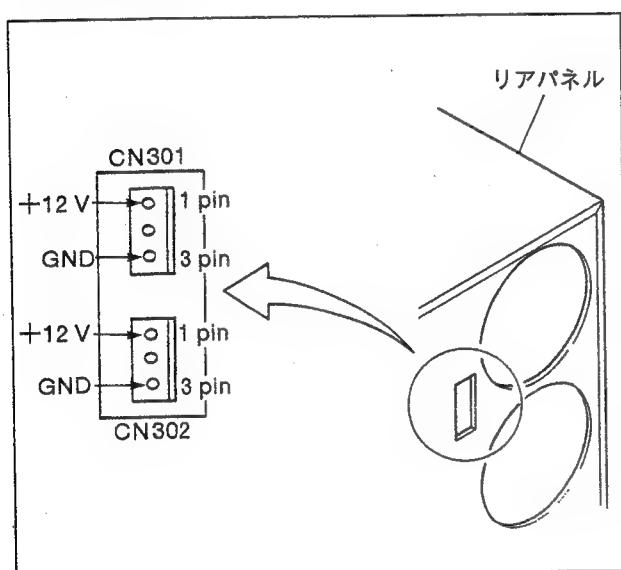 リアパネル
CN301
+12 V 1 pin
GND 3 pin
+12 V 1 pin
GND 3 pin
CN302